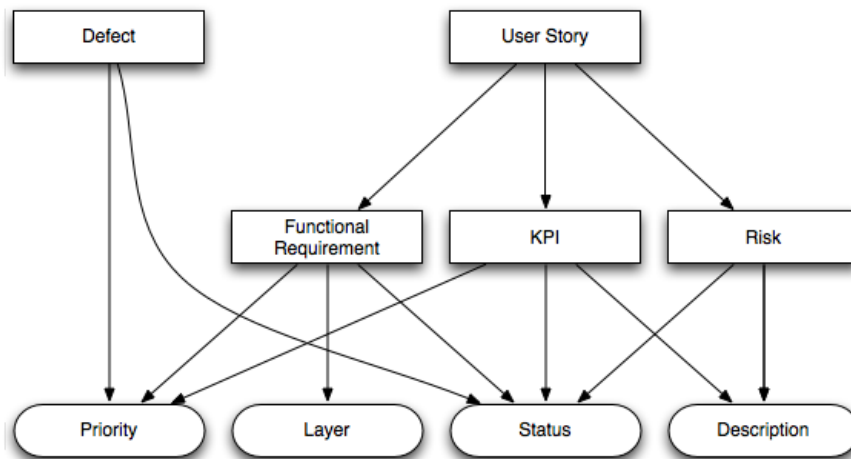 Defect
User Story
Functional
Requirement
KPI
Risk
Priority
Layer
Status
Description